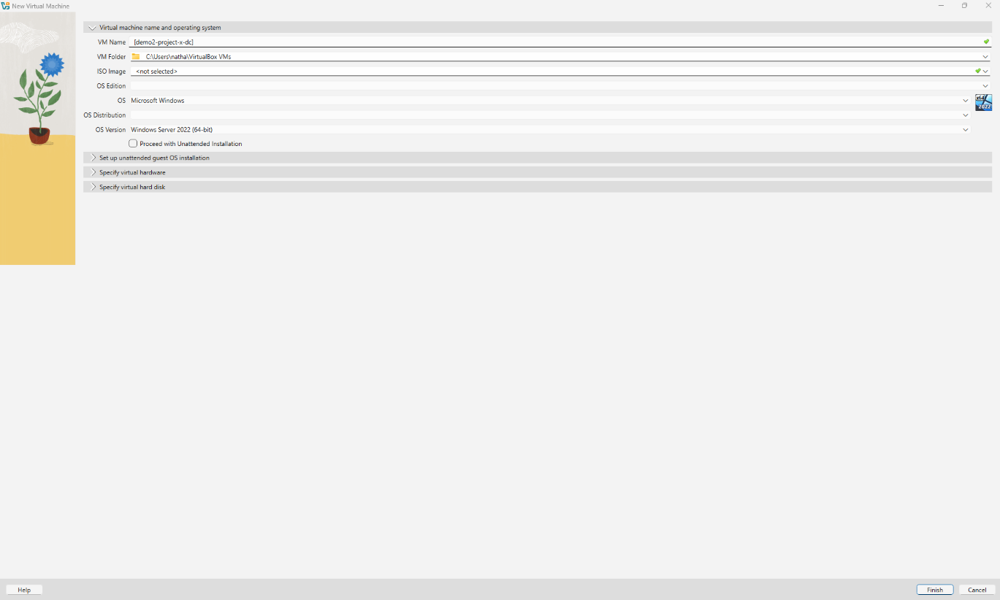 New Virtual Machine
Virtual machine name and operating system
VM Name [demo2-project-x-dc]
VM Folder C:\Users\natha\VirtualBox VMs
ISO Image <not selected>
OS Edition
OS Microsoft Windows
x64
2022
OS Distribution
OS Version Windows Server 2022 (64-bit)
Proceed with Unattended Installation
Set up unattended guest OS installation
Specify virtual hardware
Specify virtual hard disk
Help Finish Cancel